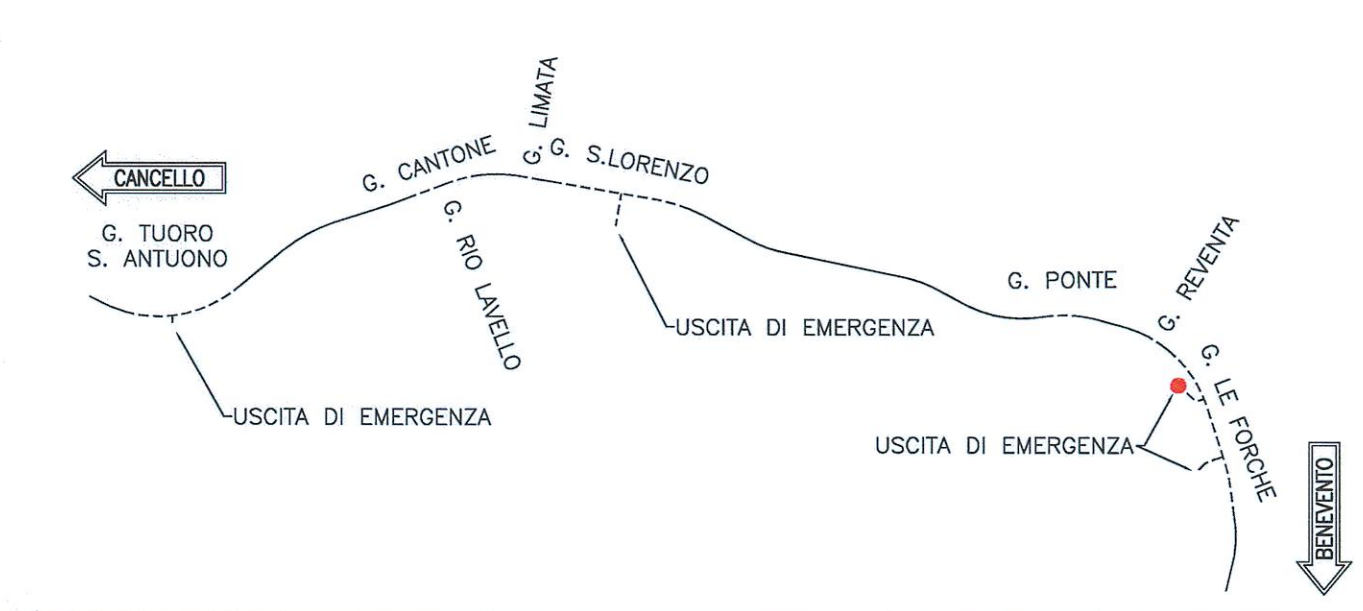 G. LIMATA
G. CANTONE
G. S.LORENZO
CANCELLO
G. TUORO
S. ANTUONO
G. RIO LAVELLO
G. REVENTA
G. PONTE
USCITA DI EMERGENZA
G. LE FORCHE
USCITA DI EMERGENZA
USCITA DI EMERGENZA
BENEVENTO